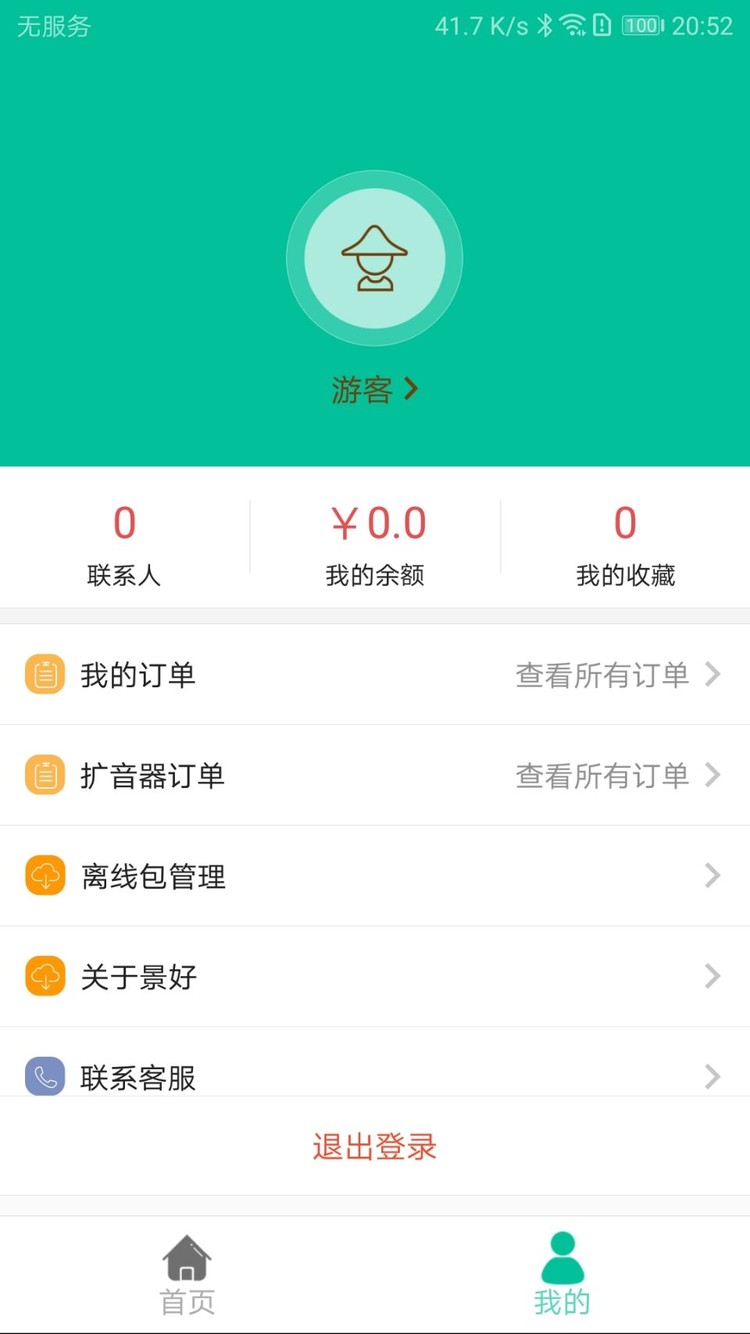 无服务 41.7 K/s 100 20:52
游客
0 ￥0.0 0
联系人 我的余额 我的收藏
我的订单 查看所有订单
扩音器订单 查看所有订单
离线包管理
关于景好
联系客服
退出登录
首页 我的